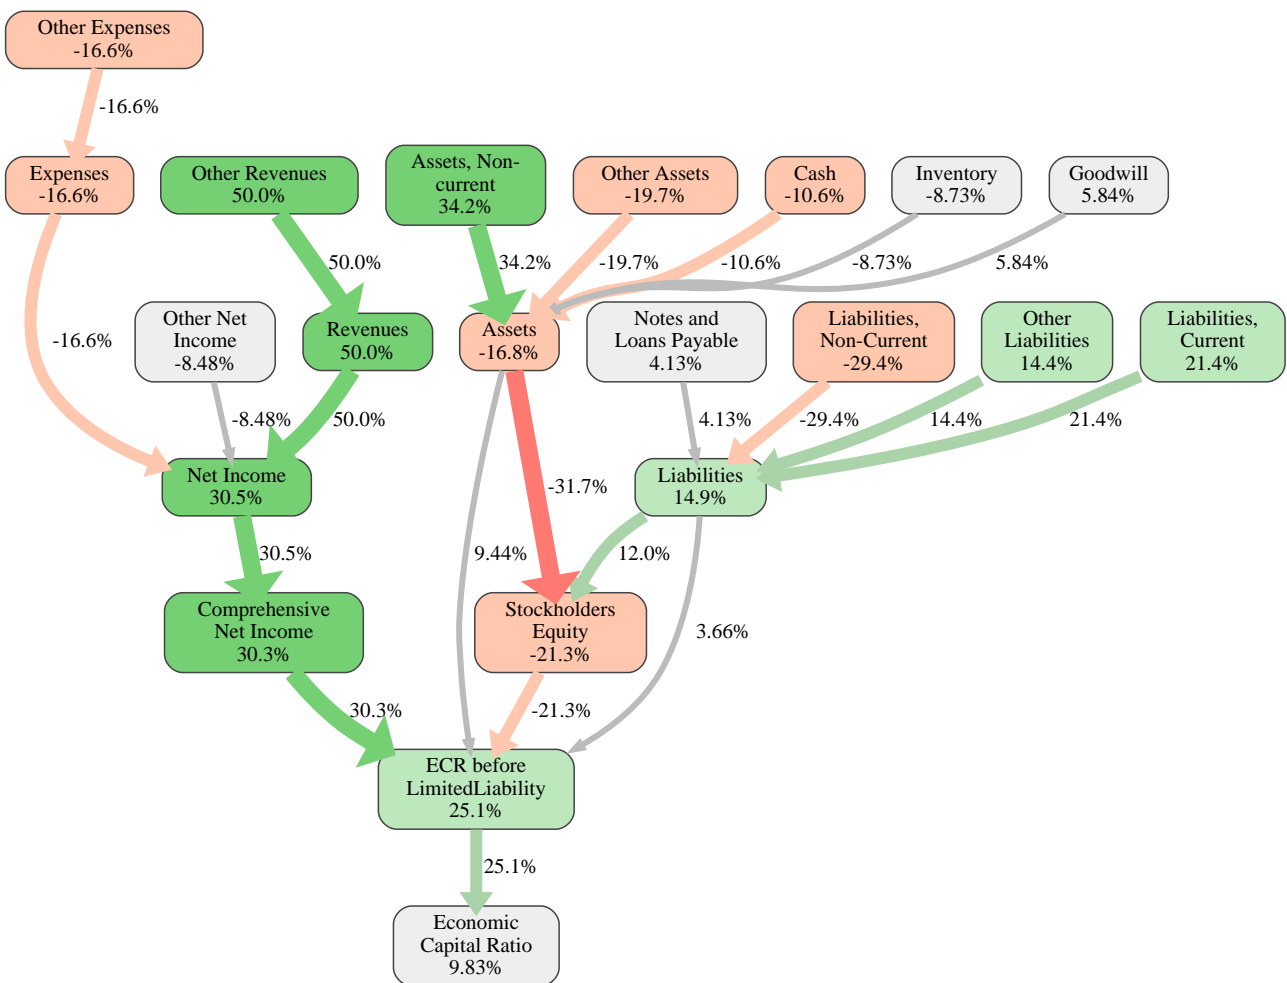 Other Expenses
-16.6%
-16.6%
Expenses
-16.6%
Other Revenues
50.0%
Assets, Non-
current
34.2%
Other Assets
-19.7%
Cash
-10.6%
Inventory
-8.73%
Goodwill
5.84%
50.0%
34.2%
-19.7%
-10.6%
-8.73%
5.84%
-16.6%
Other Net
Income
-8.48%
Revenues
50.0%
Assets
-16.8%
Notes and
Loans Payable
4.13%
Liabilities,
Non-Current
-29.4%
Other
Liabilities
14.4%
Liabilities,
Current
21.4%
-8.48%
50.0%
4.13%
-29.4%
14.4%
21.4%
Net Income
30.5%
-31.7%
Liabilities
14.9%
30.5%
9.44%
12.0%
Comprehensive
Net Income
30.3%
Stockholders
Equity
-21.3%
3.66%
30.3%
-21.3%
ECR before
LimitedLiability
25.1%
25.1%
Economic
Capital Ratio
9.83%